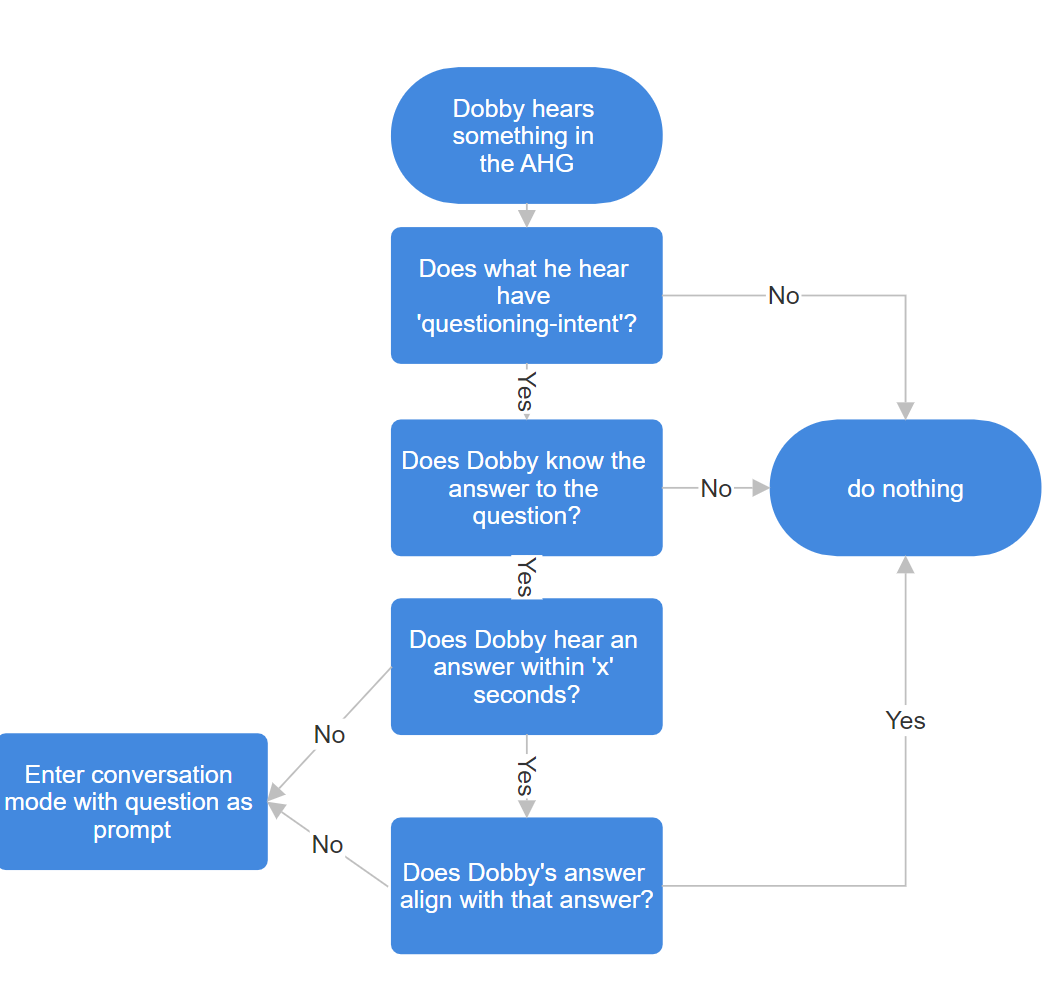 Dobby hears
something in
the AHG
Does what he hear
have
'questioning-intent'?
No
Yes
Does Dobby know the
answer to the
question?
No
do nothing
Yes
Does Dobby hear an
answer within 'x'
seconds?
No
Yes
Yes
Enter conversation
mode with question as
prompt
No
Does Dobby's answer
align with that answer?